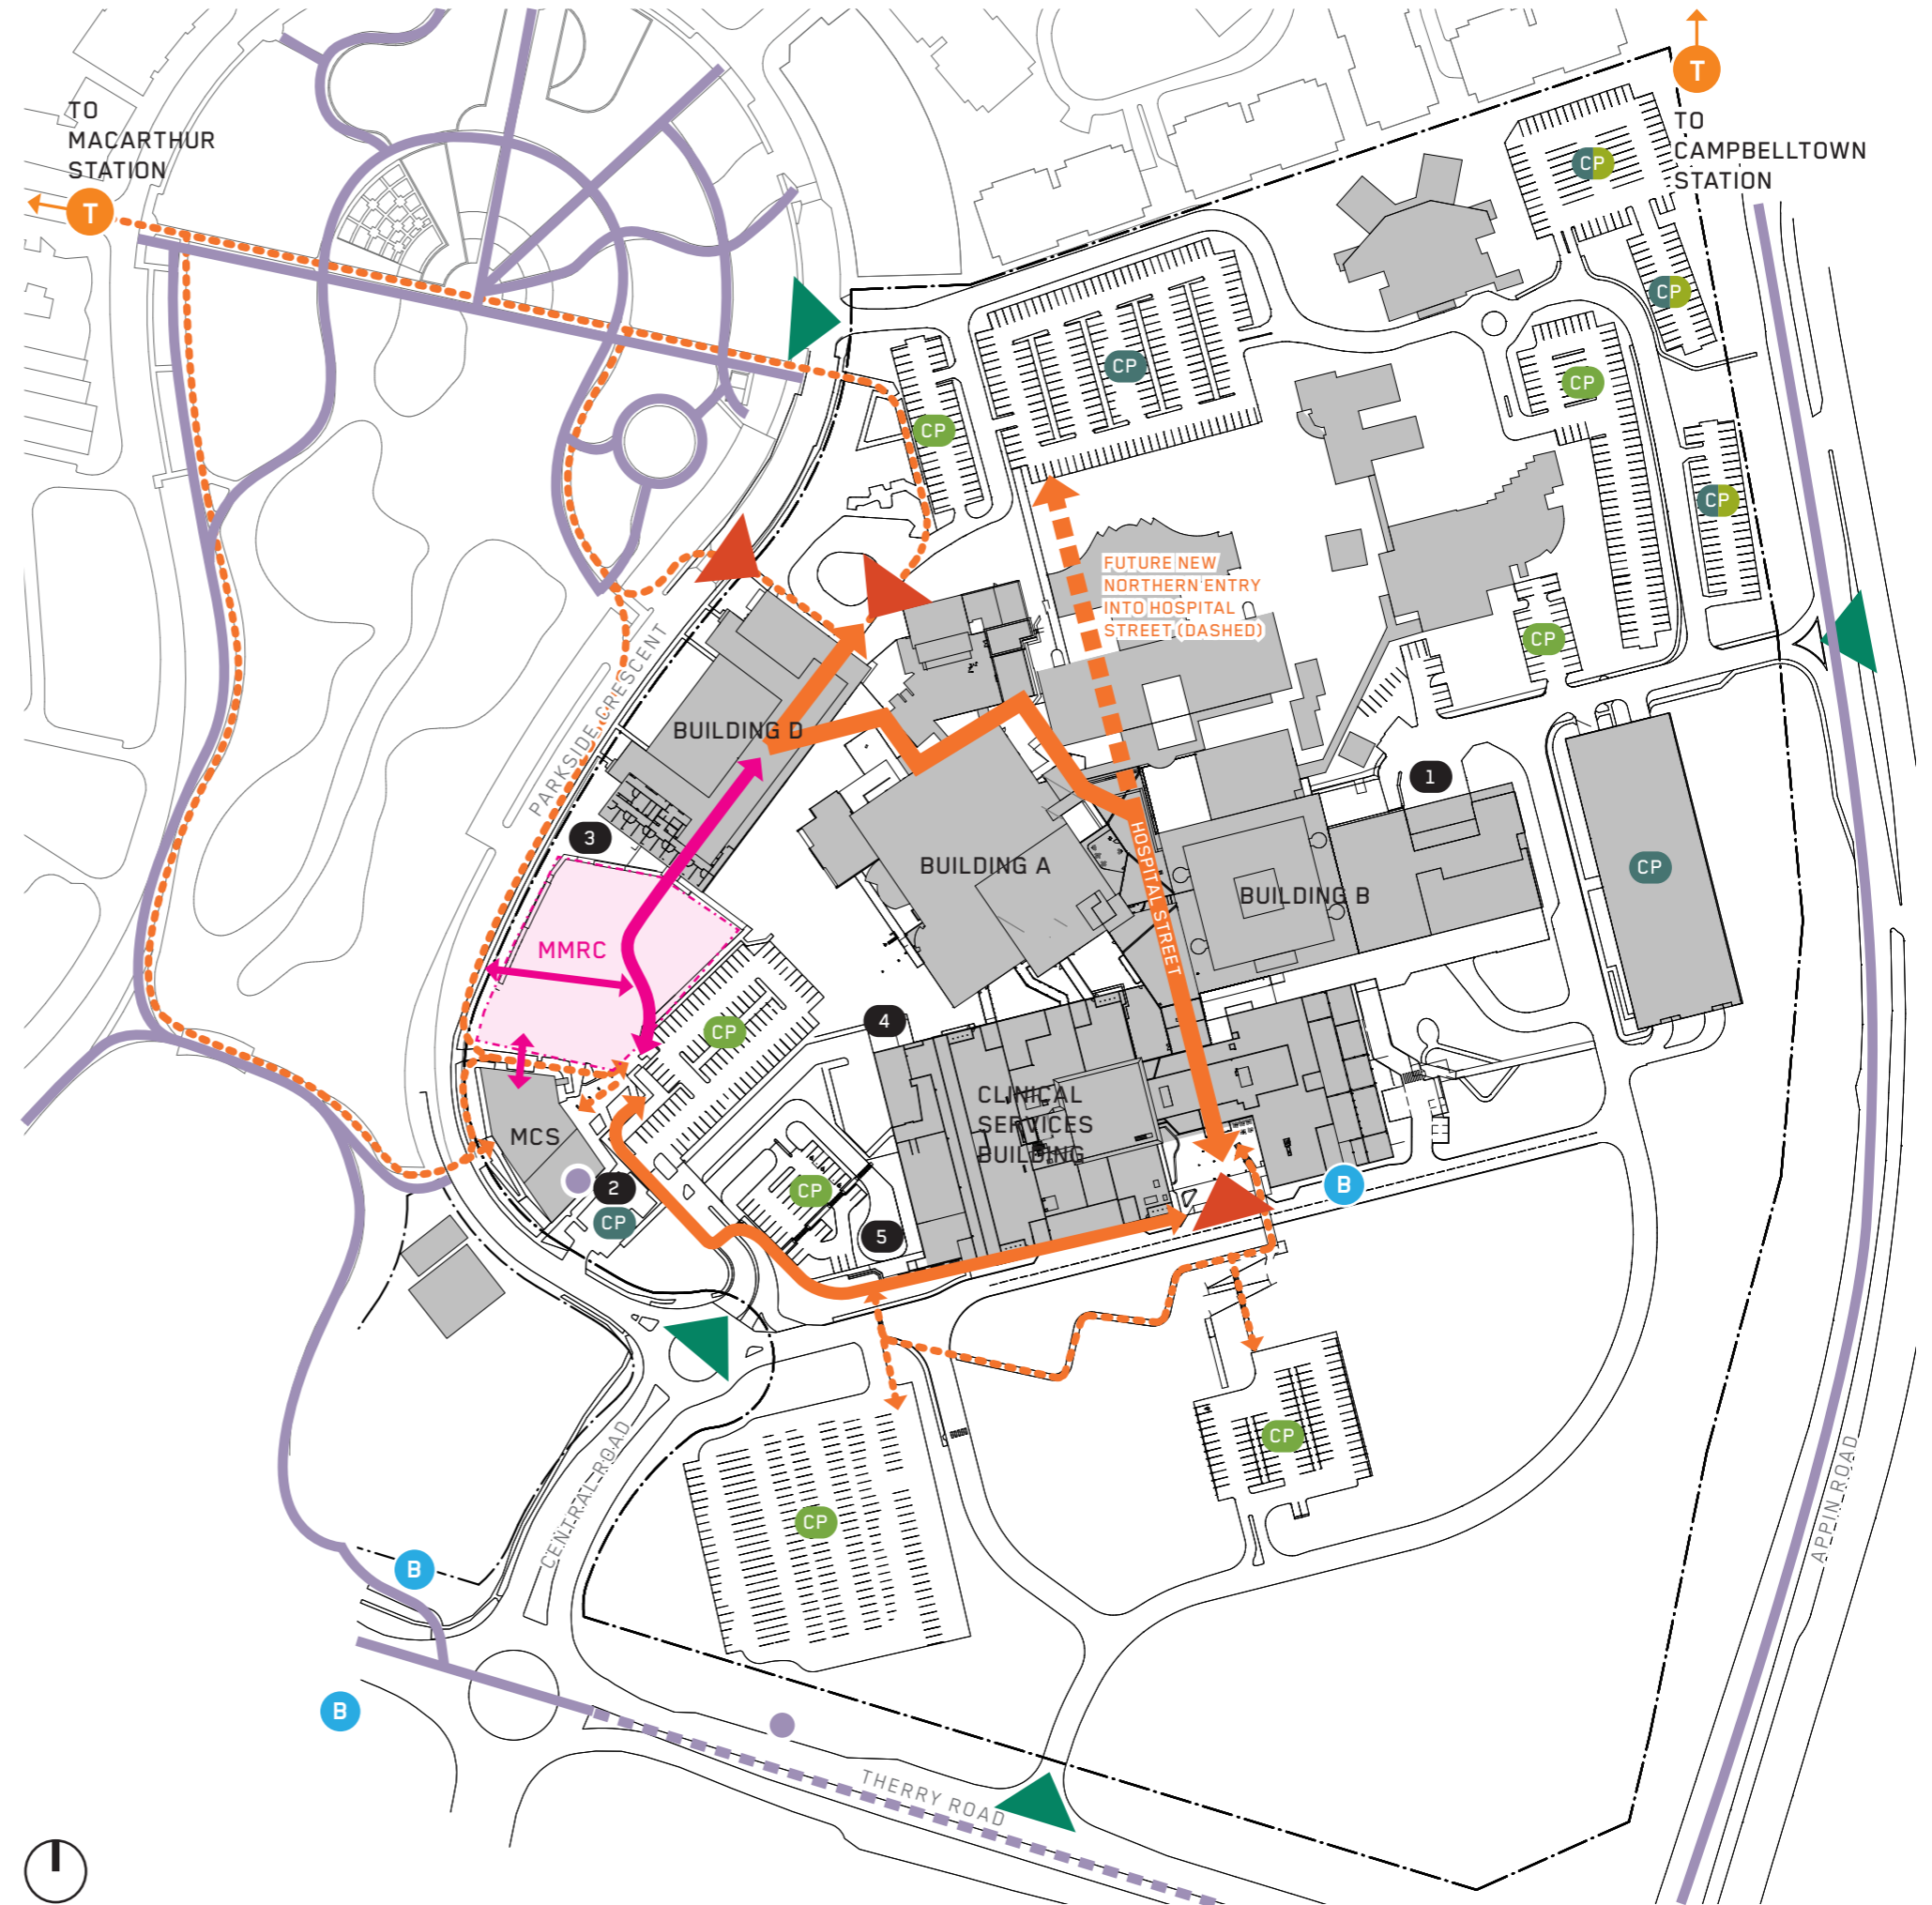 T
TO
MACARTHUR
STATION
T
TO
CAMPBELLTOWN
STATION
CP
CP
CP
CP
CP
CP
CP
FUTURE NEW
NORTHERN ENTRY
INTO HOSPITAL
STREET (DASHED)
CP
PARKSIDE CRESCENT
BUILDING D
1
3
BUILDING A
HOSPITAL STREET
BUILDING B
CP
MMRC
CP
4
CLINICAL
SERVICES
BUILDING
MCS
2
CP
CP
5
B
CENTRAL ROAD
CP
CP
B
B
THERRY ROAD
APPIN ROAD